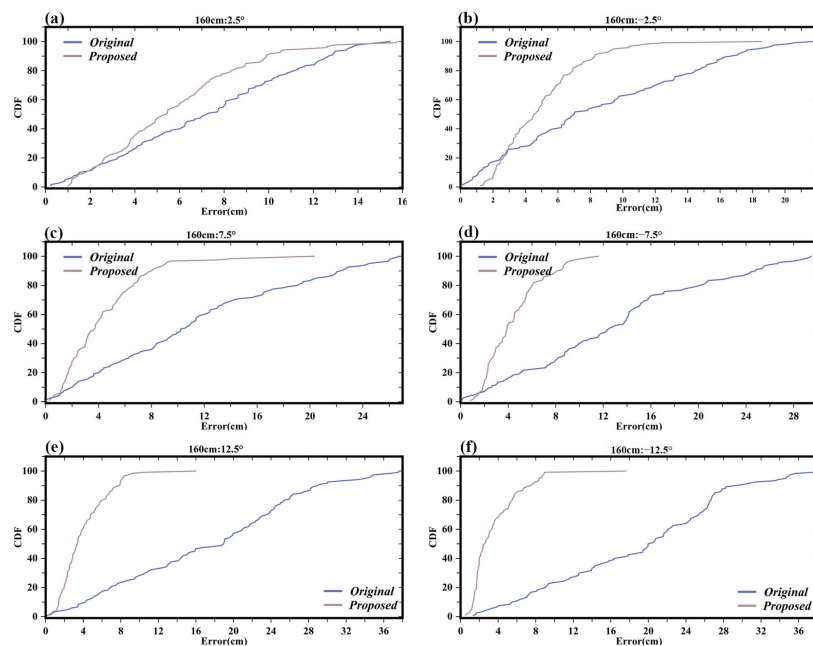 (a) 160cm:2.5°
Original
Proposed
CDF
100
80
60
40
20
0
0 2 4 6 8 10 12 14 16
Error(cm)
(b) 160cm:−2.5°
Original
Proposed
CDF
100
80
60
40
20
0
0 2 4 6 8 10 12 14 16 18 20
Error(cm)
(c) 160cm:7.5°
Original
Proposed
CDF
100
80
60
40
20
0
0 4 8 12 16 20 24
Error(cm)
(d) 160cm:−7.5°
Original
Proposed
CDF
100
80
60
40
20
0
0 4 8 12 16 20 24 28
Error(cm)
(e) 160cm:12.5°
Original
Proposed
CDF
100
80
60
40
20
0
0 4 8 12 16 20 24 28 32 36
Error(cm)
(f) 160cm:−12.5°
Original
Proposed
CDF
100
80
60
40
20
0
0 4 8 12 16 20 24 28 32 36
Error(cm)